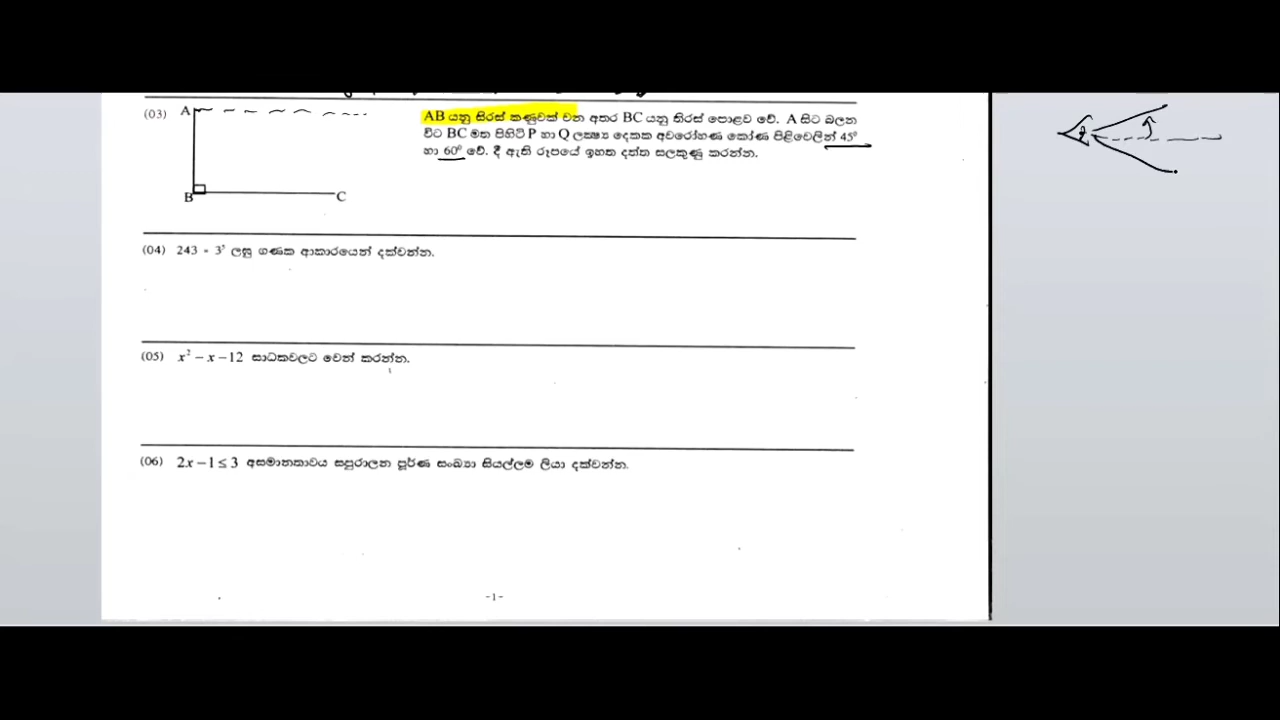 (03) A AB යනු සිරස් කණුවක් වන අතර BC යනු තිරස් පොළව වේ. A සිට බලන
විට BC මත පිහිටි P හා Q ලක්‍ෂ්‍ය දෙකක අවරෝහණ කෝණ පිළිවෙලින් 45⁰
හා 60⁰ වේ. දී ඇති රූපයේ ඉහත දත්ත සලකුණු කරන්න.
B C
(04) 243 = 3⁵ ලඝු ගණක ආකාරයෙන් දක්වන්න.
(05) x² − x −12 සාධකවලට වෙන් කරන්න.
(06) 2x −1 ≤ 3 අසමානතාවය සපුරාලන පූර්ණ සංඛ්‍යා සියල්ලම ලියා දක්වන්න.
-1-